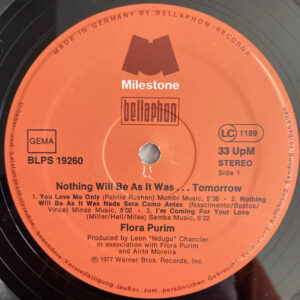 MADE IN GERMANY BY BELLAPHON-RECORDS
Milestone
bellaphon
GEMA
BLPS 19260
LC 1189
33 UpM
STEREO
Side 1
Nothing Will Be As It Was . . . Tomorrow
1. You Love Me Only (Patrile Rushen) Mumbi Music, 5'36 – 2. Nothing
Will Be As It Was Nada Sera Como Antes (Nascimento/Bastos/
Vince) Minas Music, 6'02 - 3. I'm Coming For Your Love
(Miller/Hall/Miles) Samba Music,
Flora Purim
Produced by Leon "Ndugu" Chancler
in association with Flora Purim
and Airto Moreira
℗ 1977 Warner Bros. Records, Inc.